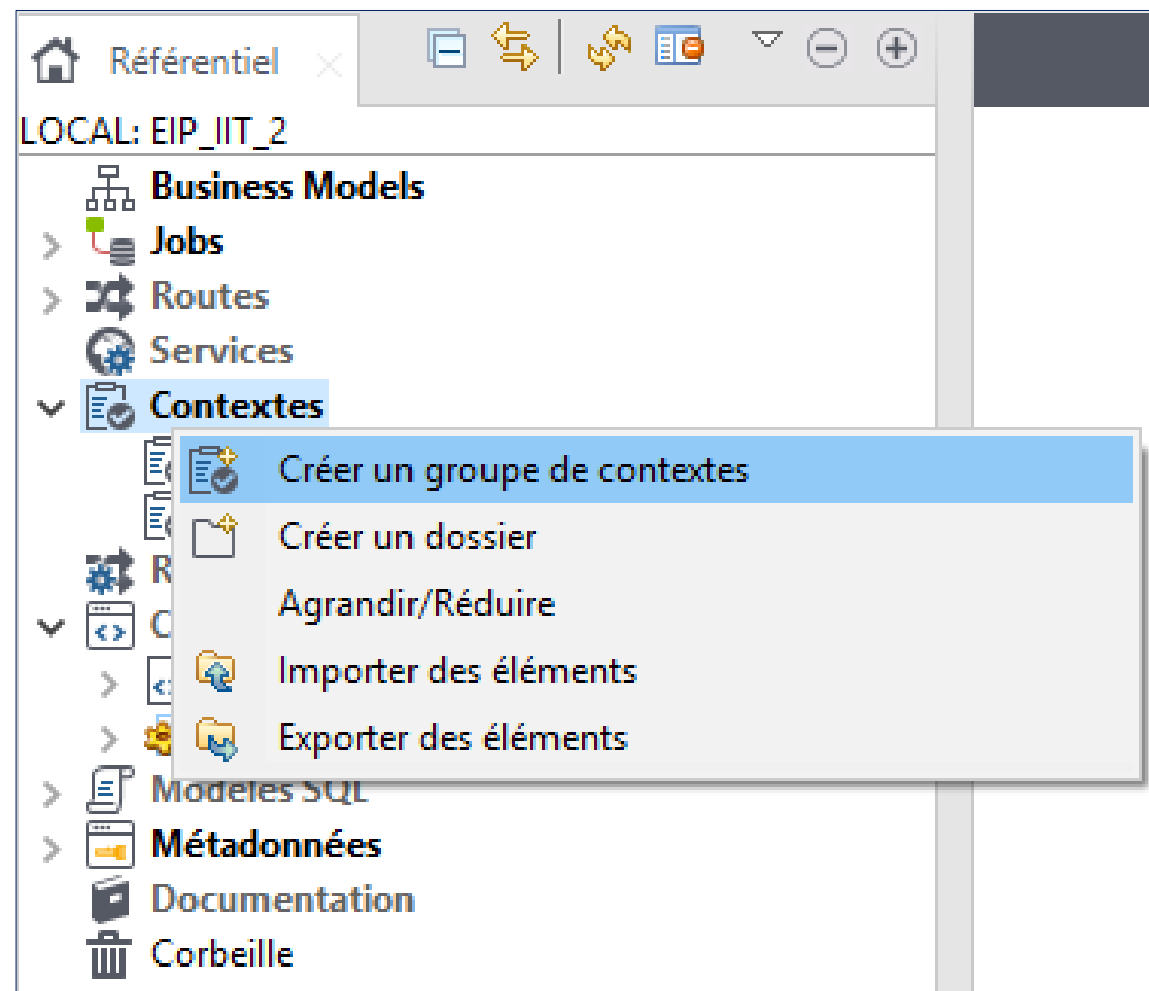 Référentiel
LOCAL: EIP_IIT_2
Business Models
Jobs
Routes
Services
Contextes
Créer un groupe de contextes
Créer un dossier
Agrandir/Réduire
Importer des éléments
Exporter des éléments
Modèles SQL
Métadonnées
Documentation
Corbeille